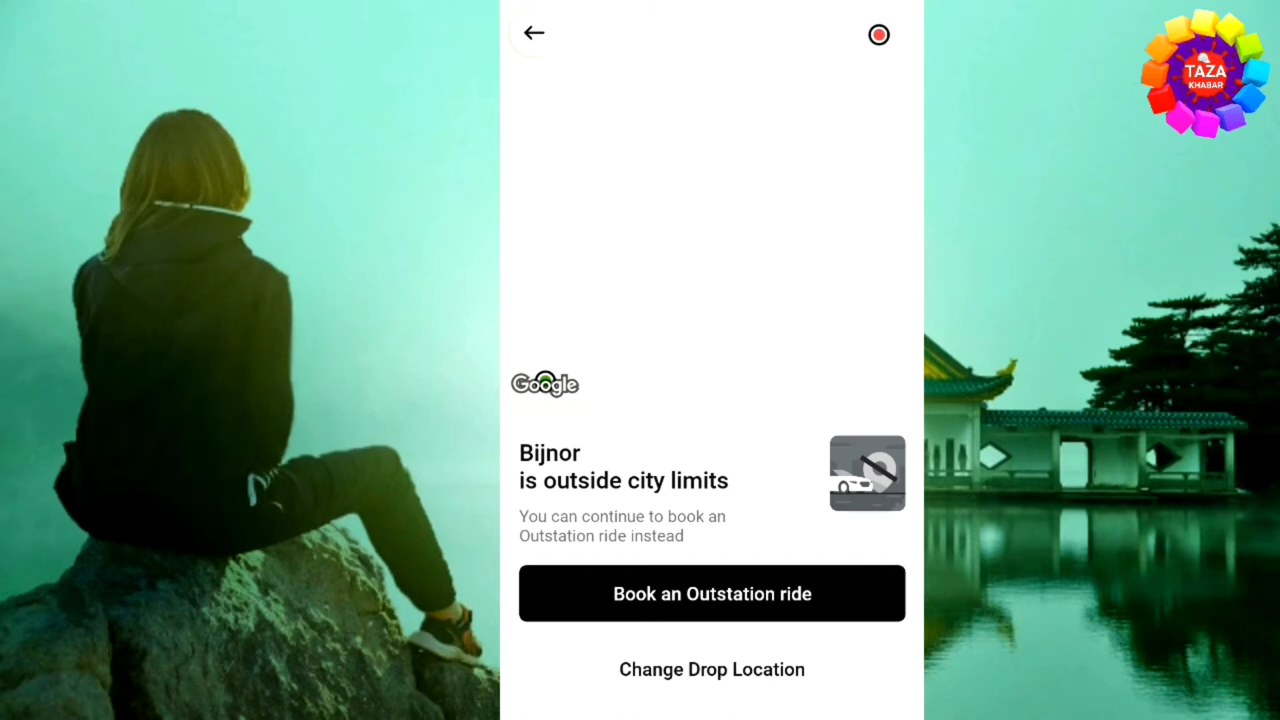 TAZA
KHABAR
Google
Bijnor
is outside city limits
You can continue to book an
Outstation ride instead
Book an Outstation ride
Change Drop Location